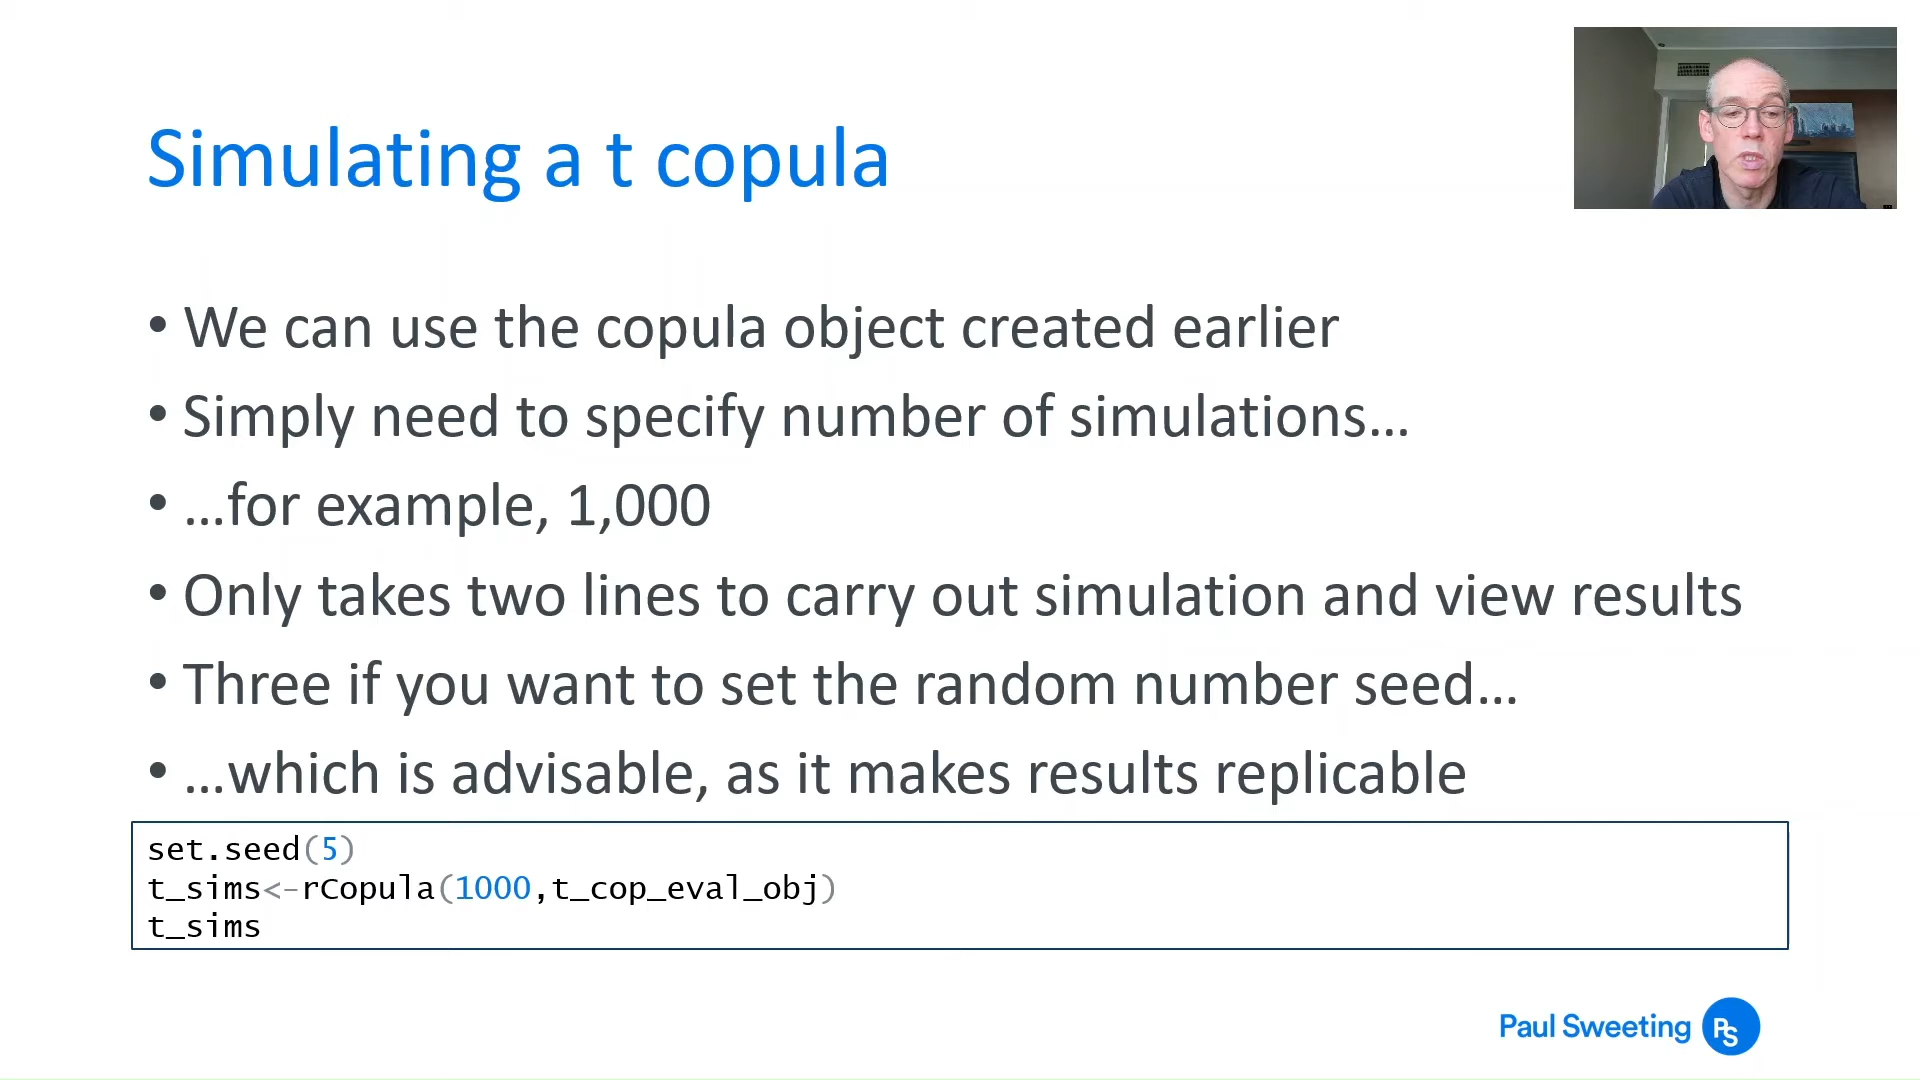 Simulating a t copula
• We can use the copula object created earlier
• Simply need to specify number of simulations…
• …for example, 1,000
• Only takes two lines to carry out simulation and view results
• Three if you want to set the random number seed…
• …which is advisable, as it makes results replicable
set.seed(5)
t_sims<-rCopula(1000,t_cop_eval_obj)
t_sims
Paul Sweeting PS